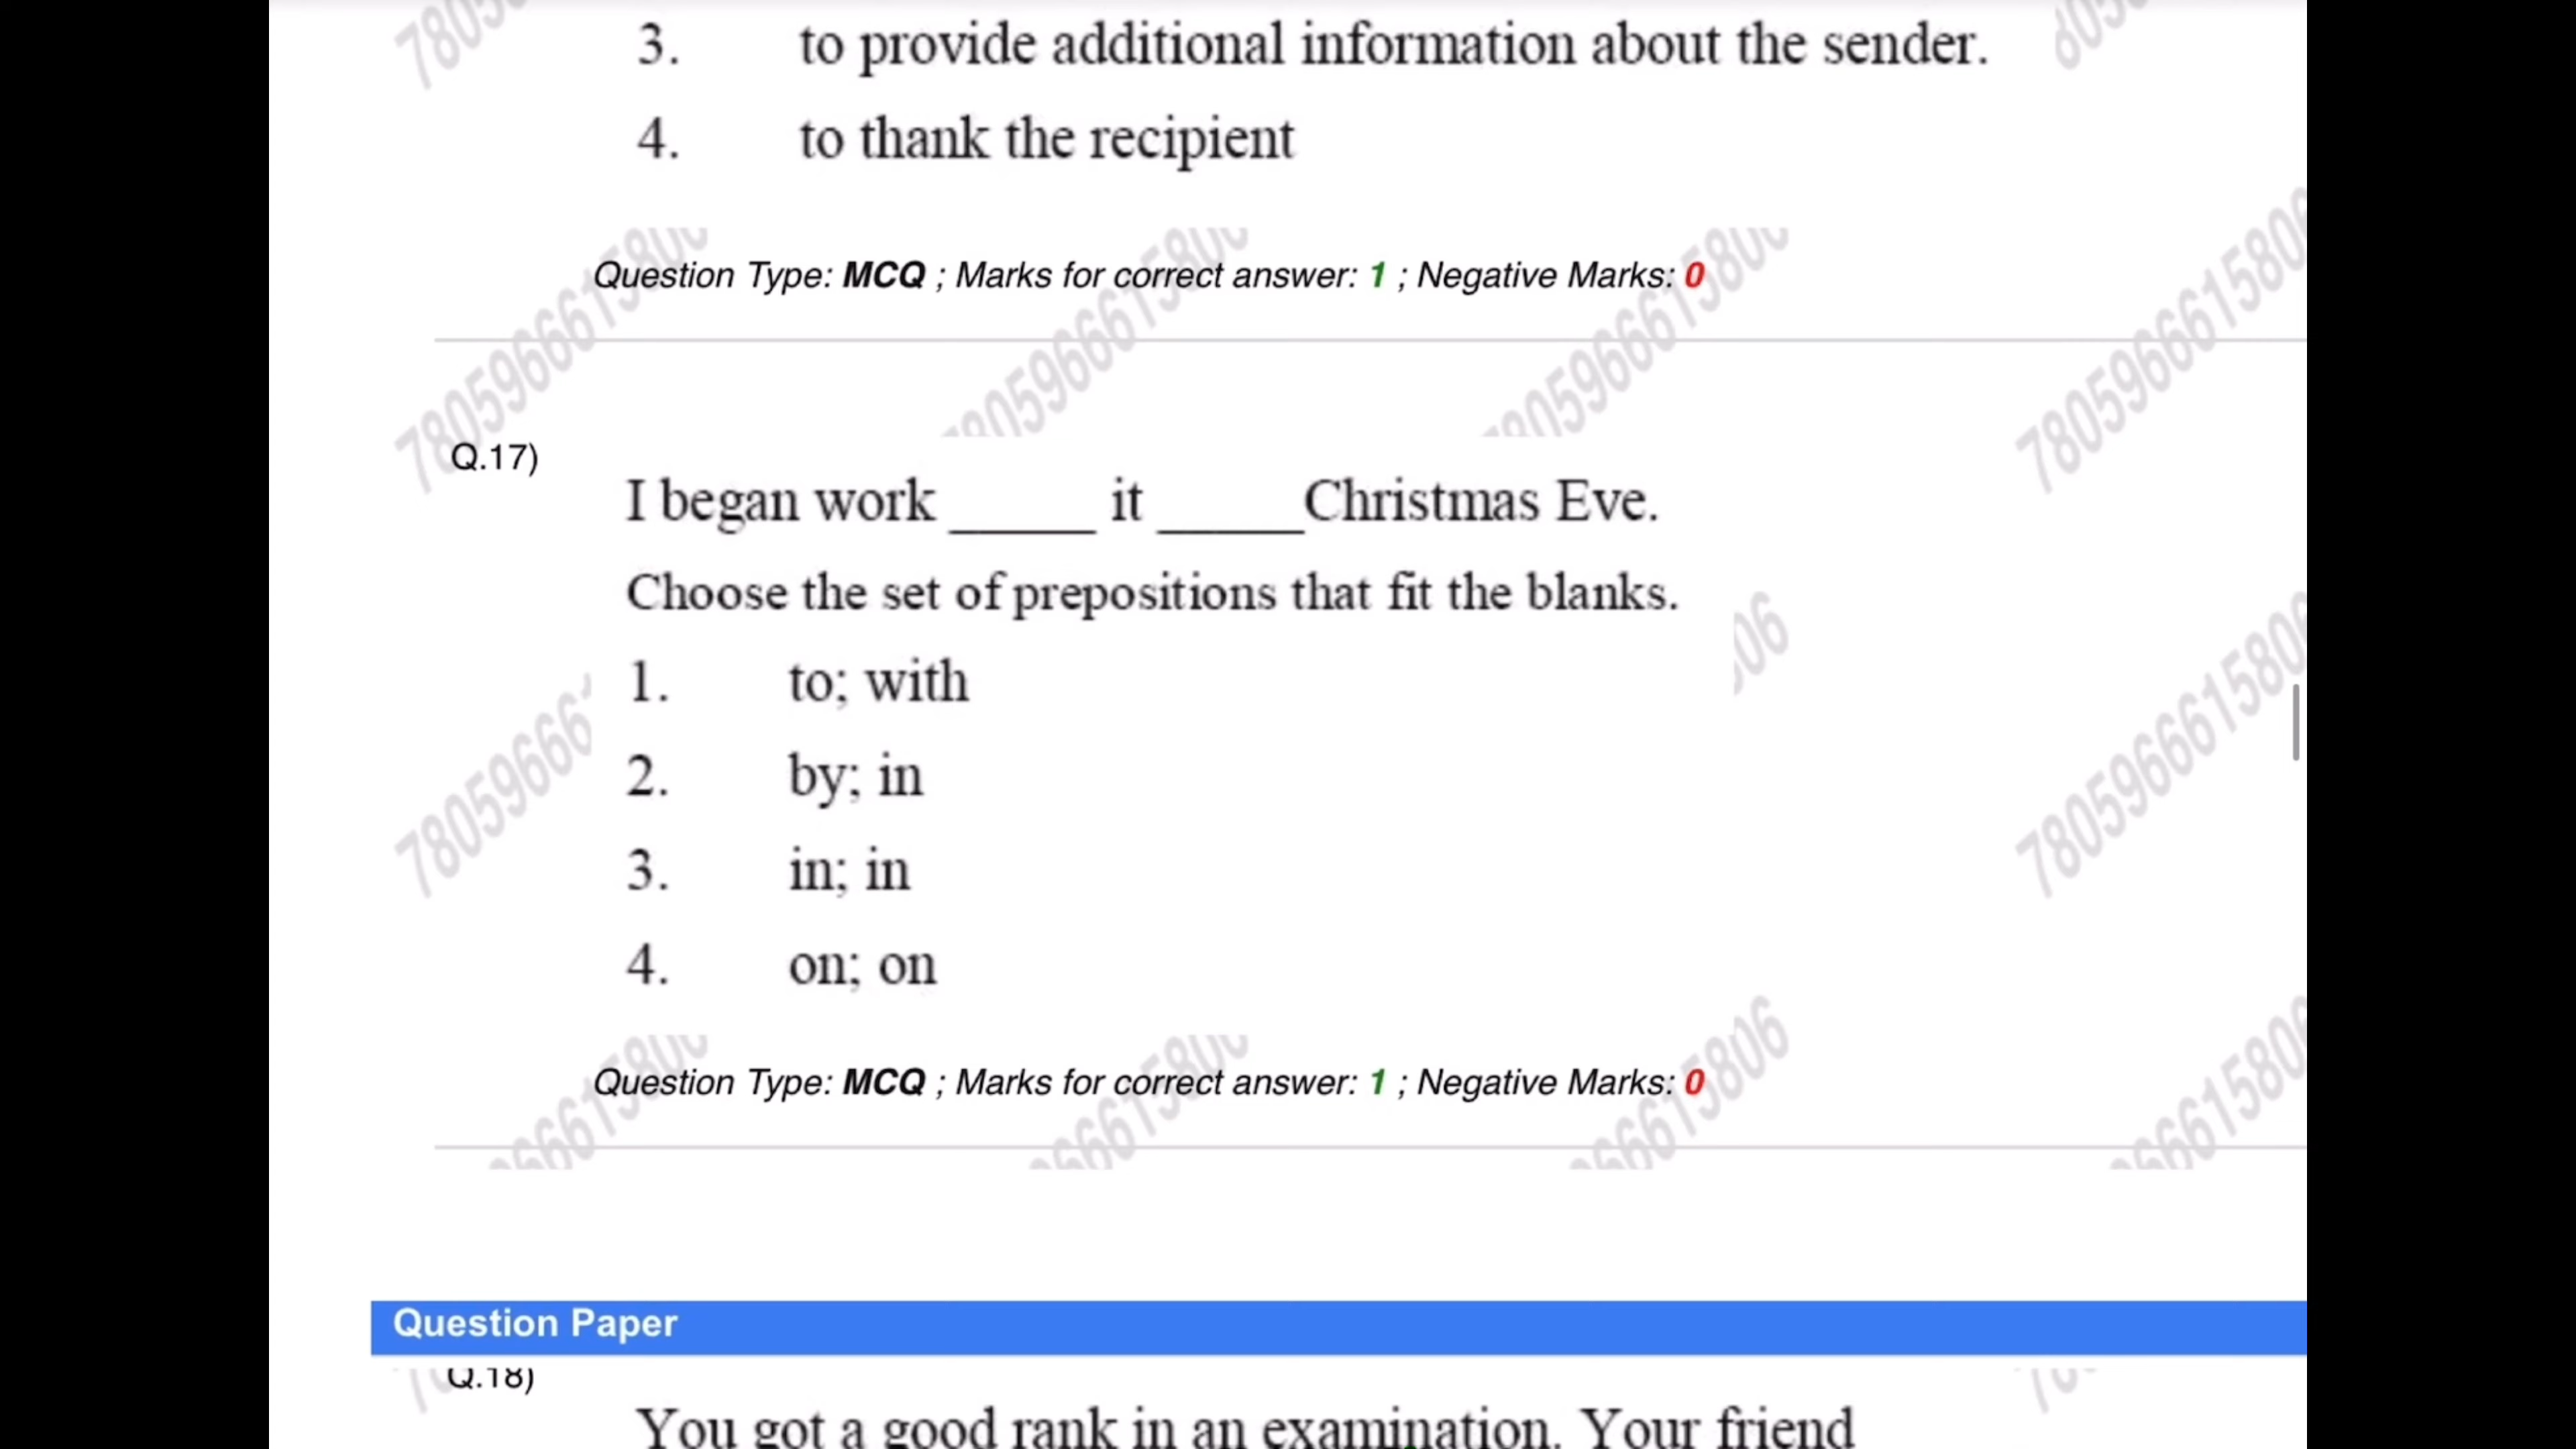 3. to provide additional information about the sender.
4. to thank the recipient
Question Type: MCQ ; Marks for correct answer: 1 ; Negative Marks: 0
Q.17)
I began work _____ it _____Christmas Eve.
Choose the set of prepositions that fit the blanks.
1. to; with
2. by; in
3. in; in
4. on; on
Question Type: MCQ ; Marks for correct answer: 1 ; Negative Marks: 0
Question Paper
Q.18)
You got a good rank in an examination. Your friend